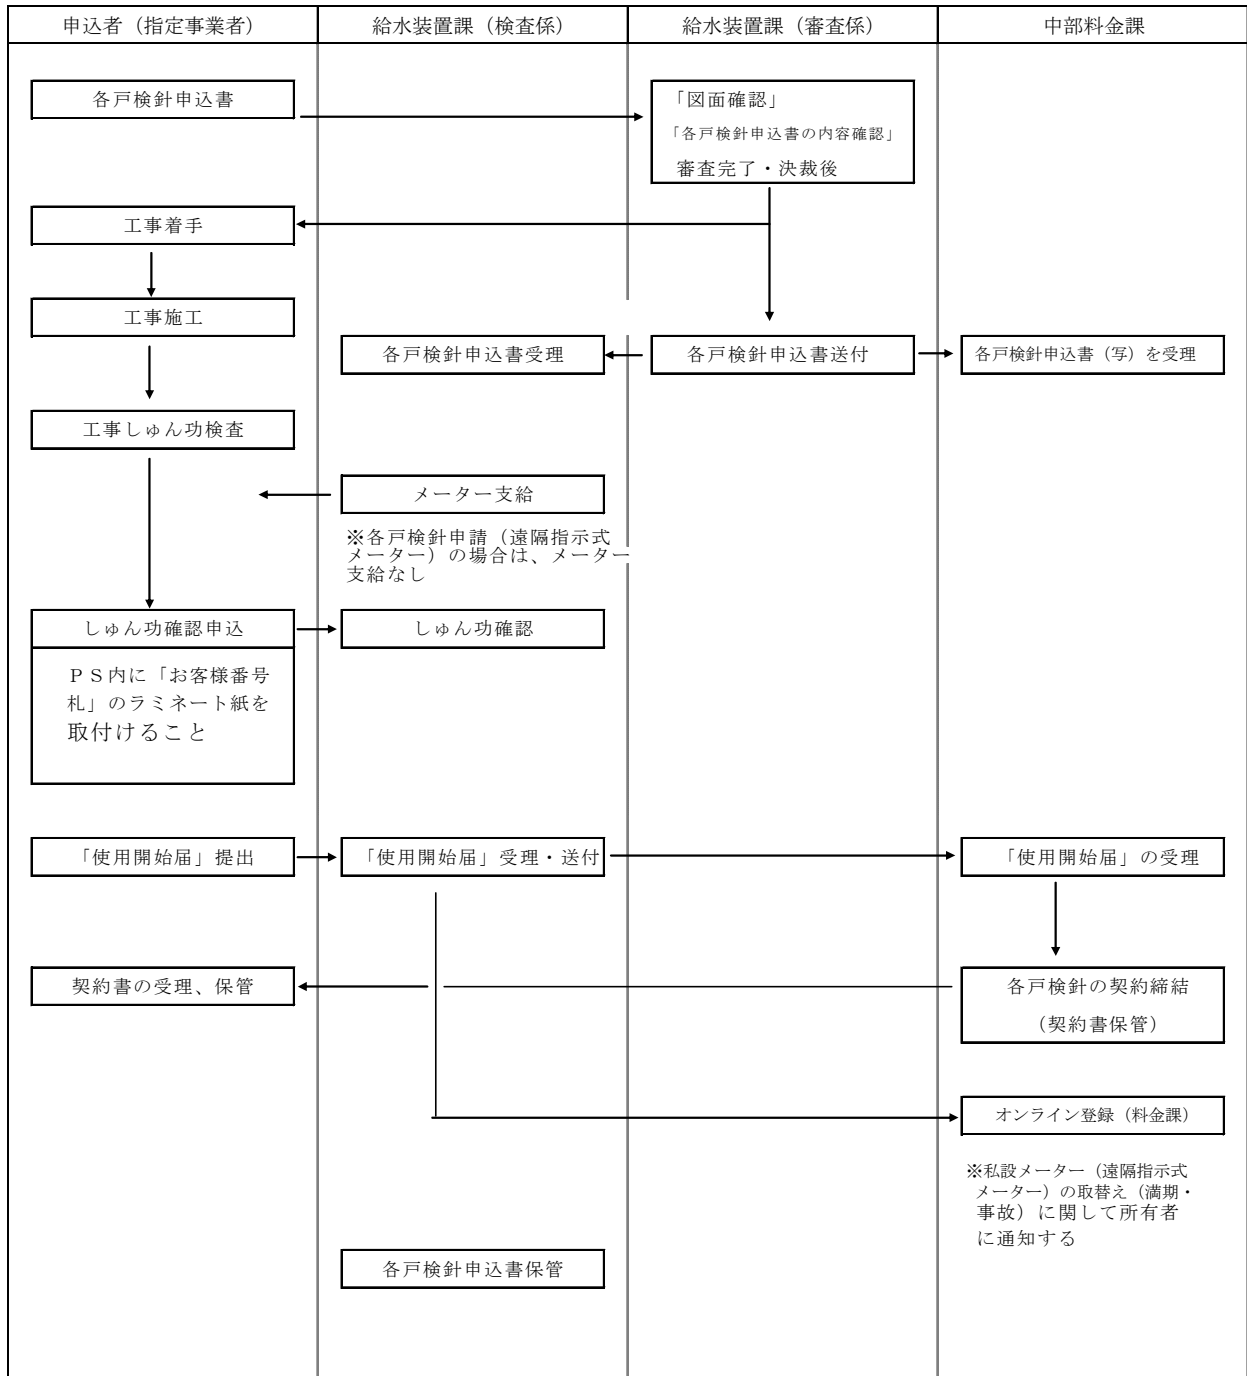 申込者（指定事業者）
給水装置課（検査係）
給水装置課（審査係）
中部料金課
各戸検針申込書
「図面確認」
「各戸検針申込書の内容確認」
審査完了・決裁後
工事着手
工事施工
各戸検針申込書受理
各戸検針申込書送付
各戸検針申込書（写）を受理
工事しゅん功検査
メーター支給
※各戸検針申請（遠隔指示式
メーター）の場合は、メーター
支給なし
しゅん功確認申込
しゅん功確認
ＰＳ内に「お客様番号
札」のラミネート紙を
取付けること
「使用開始届」提出
「使用開始届」受理・送付
「使用開始届」の受理
契約書の受理、保管
各戸検針の契約締結
（契約書保管）
オンライン登録（料金課）
※私設メーター（遠隔指示式
メーター）の取替え（満期・
事故）に関して所有者
に通知する
各戸検針申込書保管